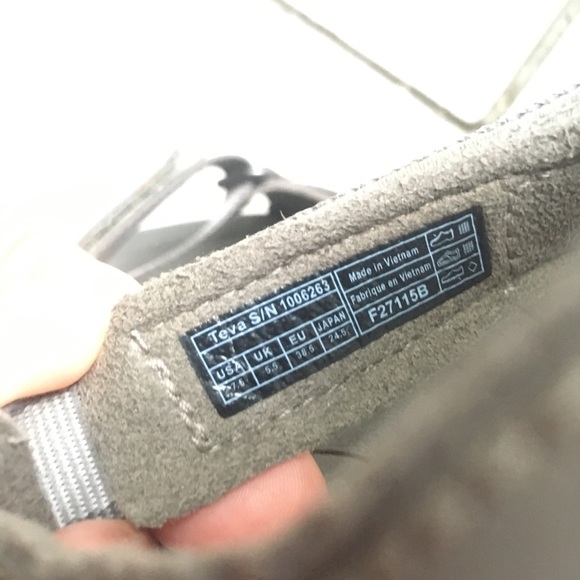 Teva S/N 1006263
USA UK EU JAPAN
7.5 5.5 38.5 24.5
Made in Vietnam
Fabriqué en Vietnam
F27115B